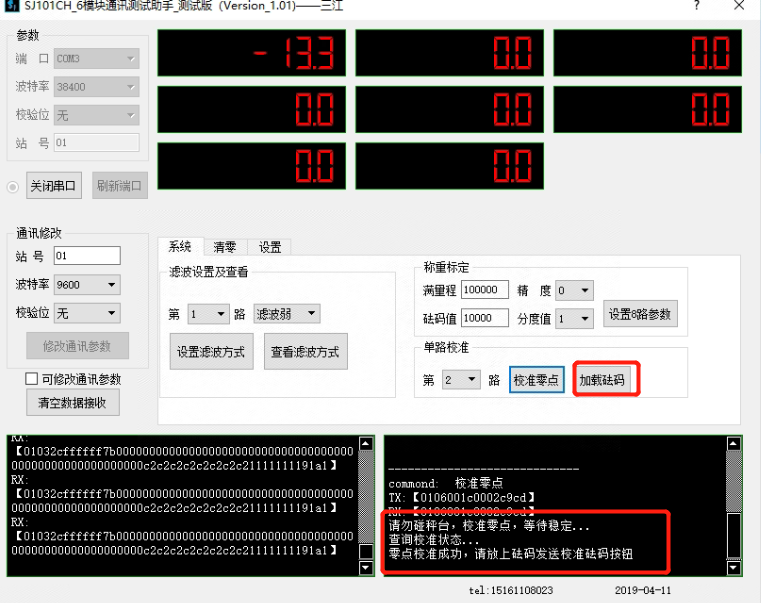 SJ101CH_6模块通讯测试助手_测试版 (Version_1.01)——三江
?
参数
端 口 COM3
波特率 38400
校验位 无
站 号 01
关闭串口
刷新端口
- 13.3
0.0
0.0
0.0
0.0
0.0
0.0
0.0
通讯修改
站 号 01
波特率 9600
校验位 无
修改通讯参数
可修改通讯参数
清空数据接收
系统
清零
设置
滤波设置及查看
第 1 路 滤波弱
设置滤波方式
查看滤波方式
称重标定
满量程 100000 精 度 0
砝码值 10000 分度值 1
设置8路参数
单路校准
第 2 路 校准零点 加载砝码
RX:
【01032cffffff7b0000000000000000000000000000000000
00000000000000000000c2c2c2c2c2c2c21111111191a1】
RX:
【01032cffffff7b0000000000000000000000000000000000
00000000000000000000c2c2c2c2c2c2c21111111191a1】
RX:
【01032cffffff7b0000000000000000000000000000000000
00000000000000000000c2c2c2c2c2c2c21111111191a1】
----------------------------
commond: 校准零点
TX:【0106001c0002c9cd】
RX:【0106001c0002c9cd】
请勿碰种台，校准零点，等待稳定...
查询校准状态...
零点校准成功，请放上砝码发送校准砝码按钮
tel:15161108023
2019-04-11